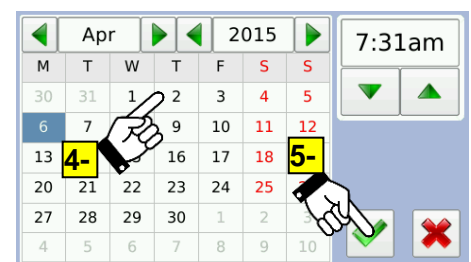 Apr 2015 7:31am
M T W T F S S
30 31 1 2 3 4 5
6 7 9 10 11 12
13 4- 16 17 18 5-
20 21 22 23 24 25
27 28 29 30 1 2 3
4 5 6 7 8 9 10